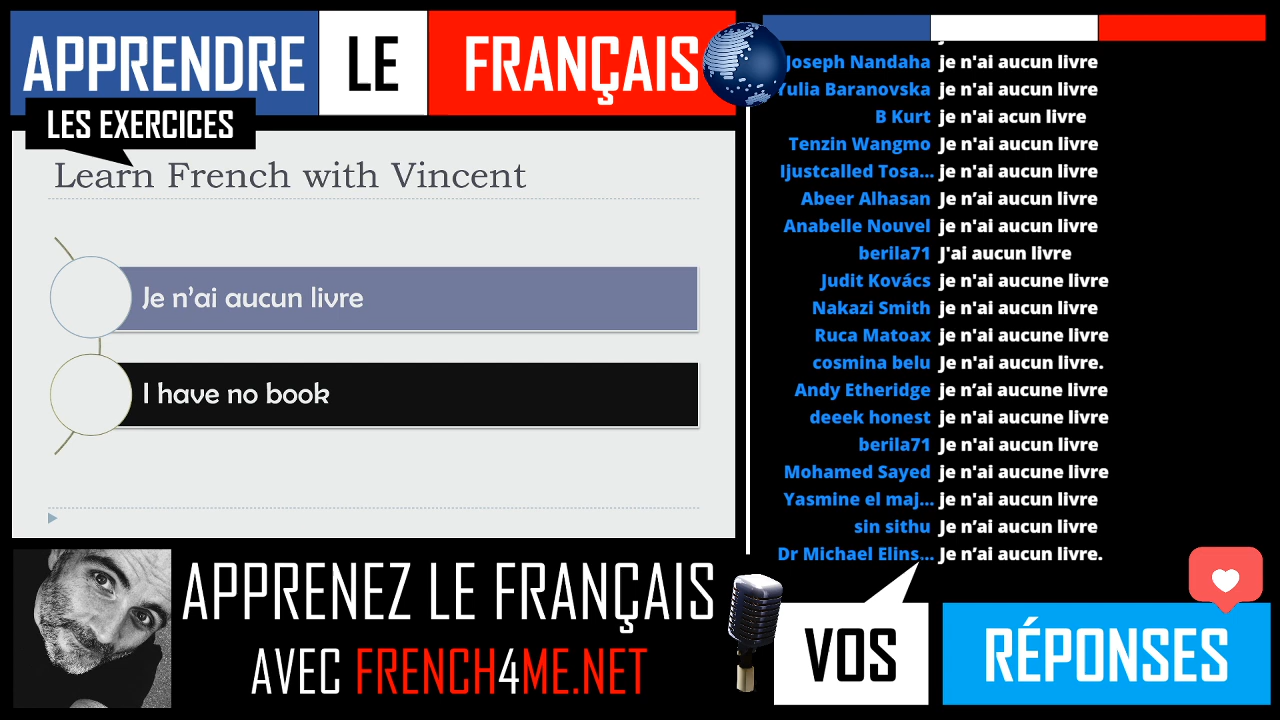 APPRENDRE LE FRANÇAIS
LES EXERCICES
Learn French with Vincent
Je n’ai aucun livre
I have no book
APPRENEZ LE FRANÇAIS
AVEC FRENCH4ME.NET
Joseph Nandaha je n'ai aucun livre
Yulia Baranovska je n'ai aucun livre
B Kurt je n'ai acun livre
Tenzin Wangmo Je n'ai aucun livre
Ijustcalled Tosa... Je n'ai aucun livre
Abeer Alhasan Je n’ai aucun livre
Anabelle Nouvel je n'ai aucun livre
berila71 J'ai aucun livre
Judit Kovács je n'ai aucune livre
Nakazi Smith je n'ai aucun livre
Ruca Matoax je n'ai aucune livre
cosmina belu Je n'ai aucun livre.
Andy Etheridge je n’ai aucune livre
deeek honest je n'ai aucune livre
berila71 Je n'ai aucun livre
Mohamed Sayed je n'ai aucune livre
Yasmine el maj... je n'ai aucun livre
sin sithu Je n’ai aucun livre
Dr Michael Elins... Je n’ai aucun livre.
VOS RÉPONSES